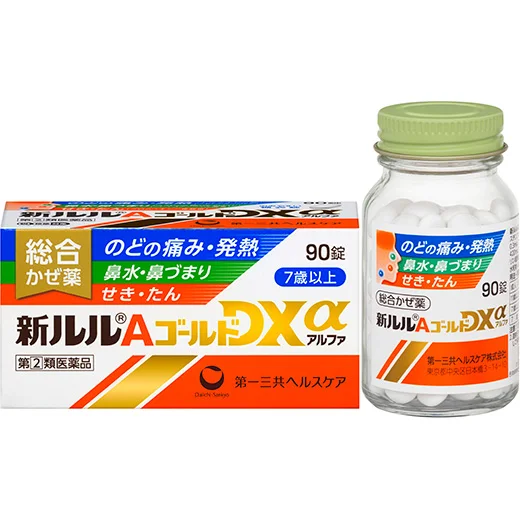 総合
かぜ薬
のどの痛み・発熱
鼻水・鼻づまり
せき・たん
90錠
7歳以上
新ルル®AゴールドDXα
アルファ
第②類医薬品
Daiichi-Sankyo
第一三共ヘルスケア
のどの痛み・発熱
鼻水・鼻づまり
せき・たん
総合かぜ薬
90錠
新ルル®AゴールドDXα
アルファ
第一三共ヘルスケア株式会社
東京都中央区日本橋3-14-10